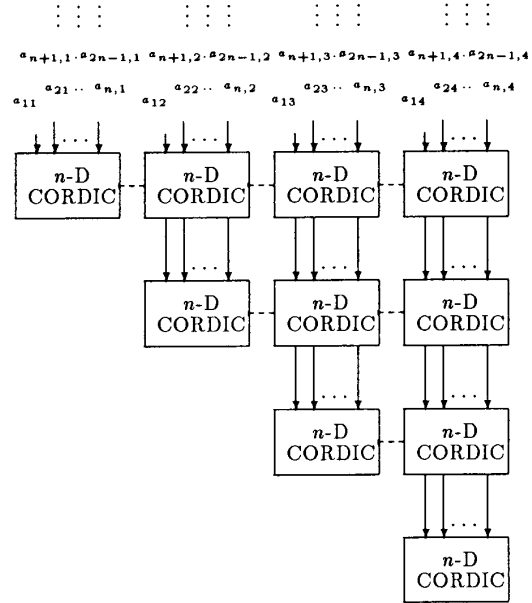 a_{n+1,1} · a_{2n-1,1} a_{n+1,2} · a_{2n-1,2} a_{n+1,3} · a_{2n-1,3} a_{n+1,4} · a_{2n-1,4}
a_{21} ·· a_{n,1} a_{22} ·· a_{n,2} a_{23} ·· a_{n,3} a_{24} ·· a_{n,4}
a_{11} a_{12} a_{13} a_{14}
n-D n-D n-D n-D
CORDIC CORDIC CORDIC CORDIC
n-D n-D n-D
CORDIC CORDIC CORDIC
n-D n-D
CORDIC CORDIC
n-D
CORDIC